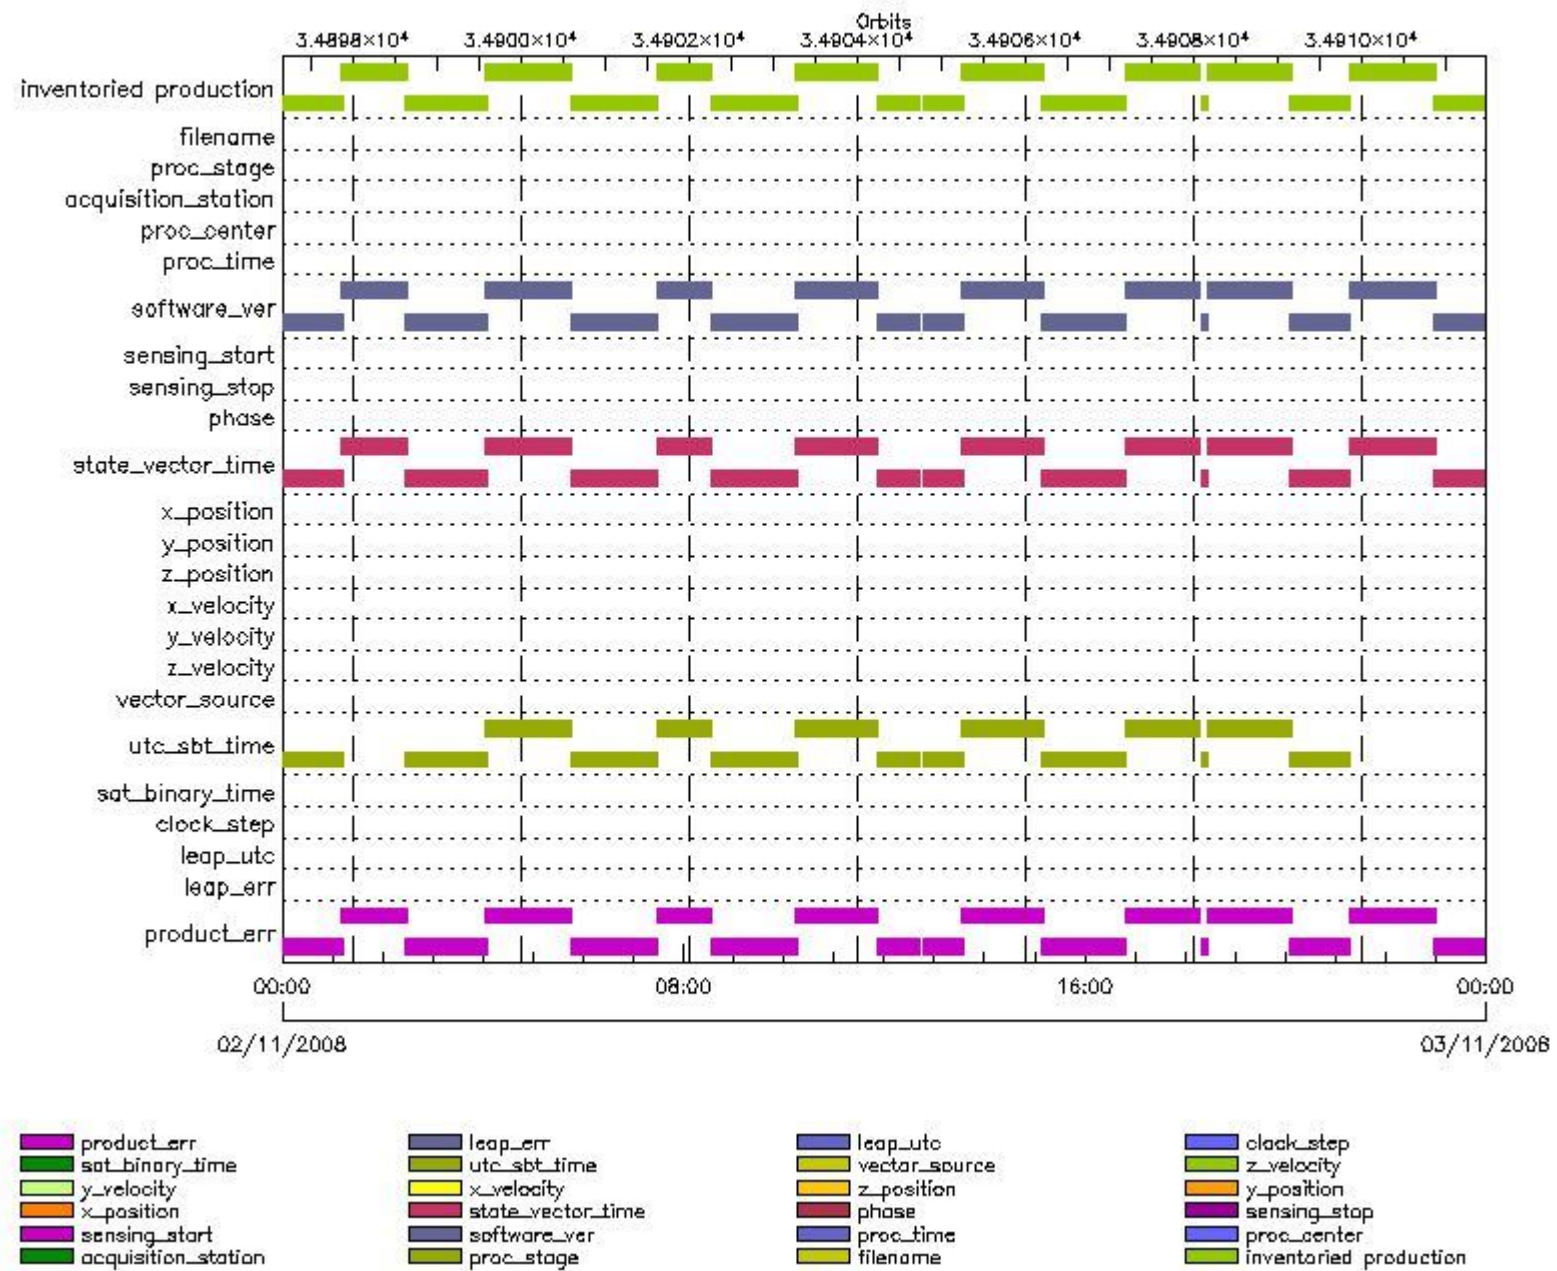 Orbits
3.4898×10⁴ 3.4900×10⁴ 3.4902×10⁴ 3.4904×10⁴ 3.4906×10⁴ 3.4908×10⁴ 3.4910×10⁴
inventoried production
filename
proc_stage
acquisition_station
proc_center
proc_time
software_ver
sensing_start
sensing_stop
phase
state_vector_time
x_position
y_position
z_position
x_velocity
y_velocity
z_velocity
vector_source
utc_sbt_time
sat_binary_time
clock_step
leap_utc
leap_err
product_err
00:00 08:00 16:00 00:00
02/11/2008 03/11/2008
product_err leap_err leap_utc clock_step
sat_binary_time utc_sbt_time vector_source z_velocity
y_velocity x_velocity z_position y_position
x_position state_vector_time phase sensing_stop
sensing_start software_ver proc_time proc_center
acquisition_station proc_stage filename inventoried production